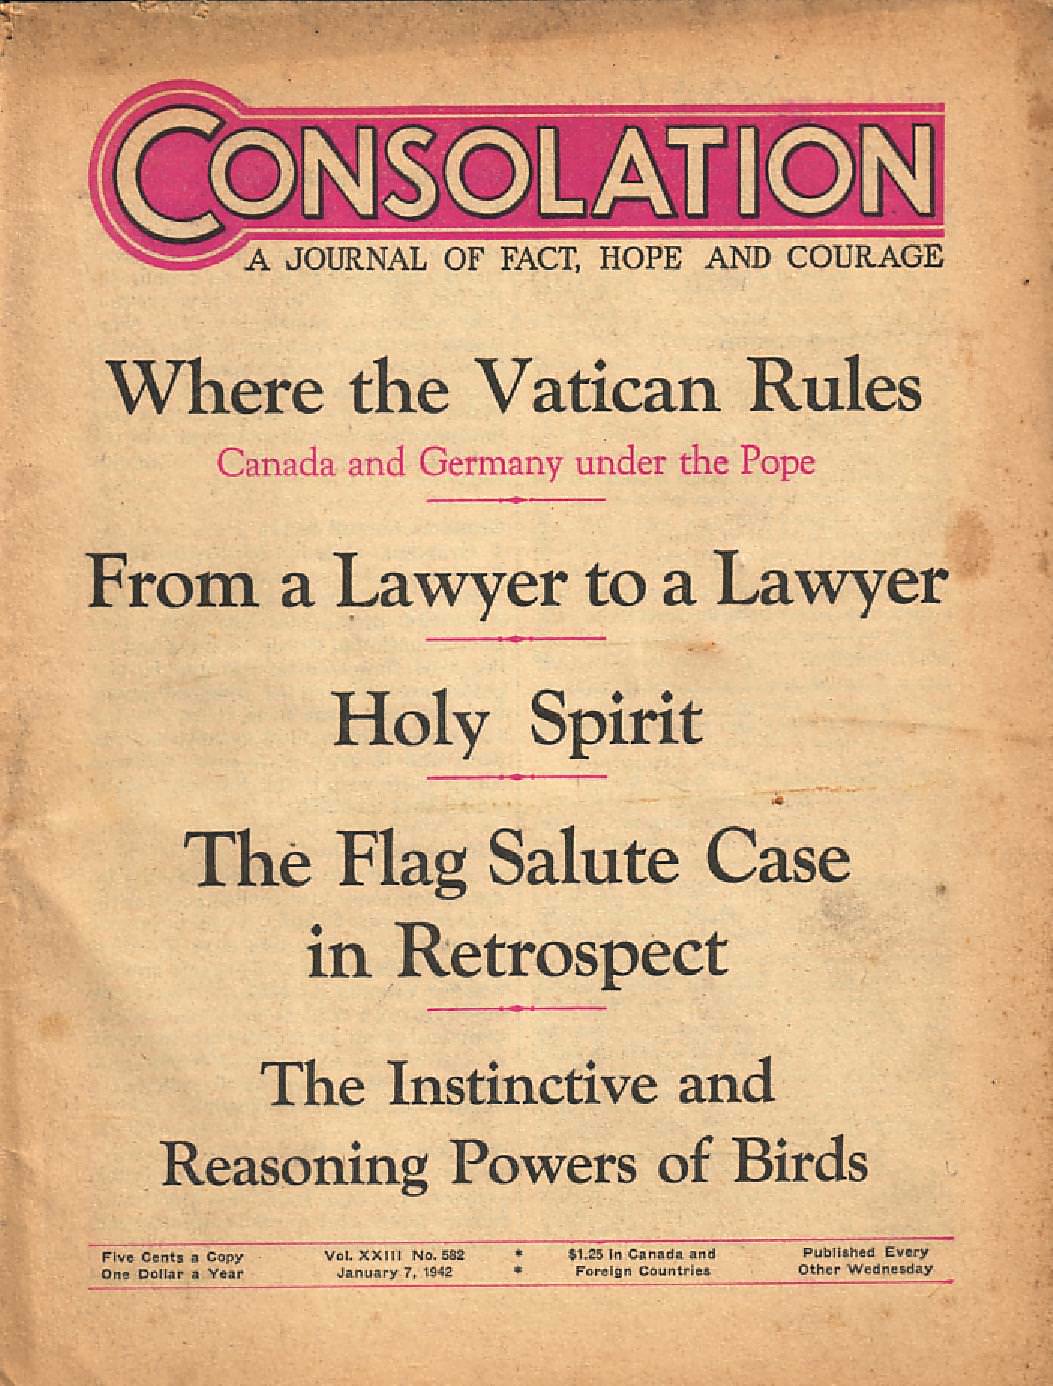 CONSOLATION
A JOURNAL OF FACT, HOPE AND COURAGE
Where the Vatican Rules
Canada and Germany under the Pope
From a Lawyer to a Lawyer
Holy Spirit
The Flag Salute Case
in Retrospect
The Instinctive and
Reasoning Powers of Birds
Five Cents a Copy
One Dollar a Year
Vol. XXIII No. 582
January 7, 1942
*
*
$1.25 in Canada and
Foreign Countries
Published Every
Other Wednesday